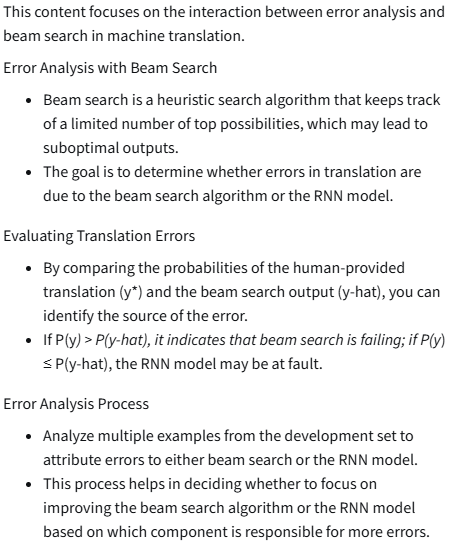 This content focuses on the interaction between error analysis and
beam search in machine translation.
Error Analysis with Beam Search
• Beam search is a heuristic search algorithm that keeps track
of a limited number of top possibilities, which may lead to
suboptimal outputs.
• The goal is to determine whether errors in translation are
due to the beam search algorithm or the RNN model.
Evaluating Translation Errors
• By comparing the probabilities of the human-provided
translation (y*) and the beam search output (y-hat), you can
identify the source of the error.
• If P(y) > P(y-hat), it indicates that beam search is failing; if P(y)
≤ P(y-hat), the RNN model may be at fault.
Error Analysis Process
• Analyze multiple examples from the development set to
attribute errors to either beam search or the RNN model.
• This process helps in deciding whether to focus on
improving the beam search algorithm or the RNN model
based on which component is responsible for more errors.